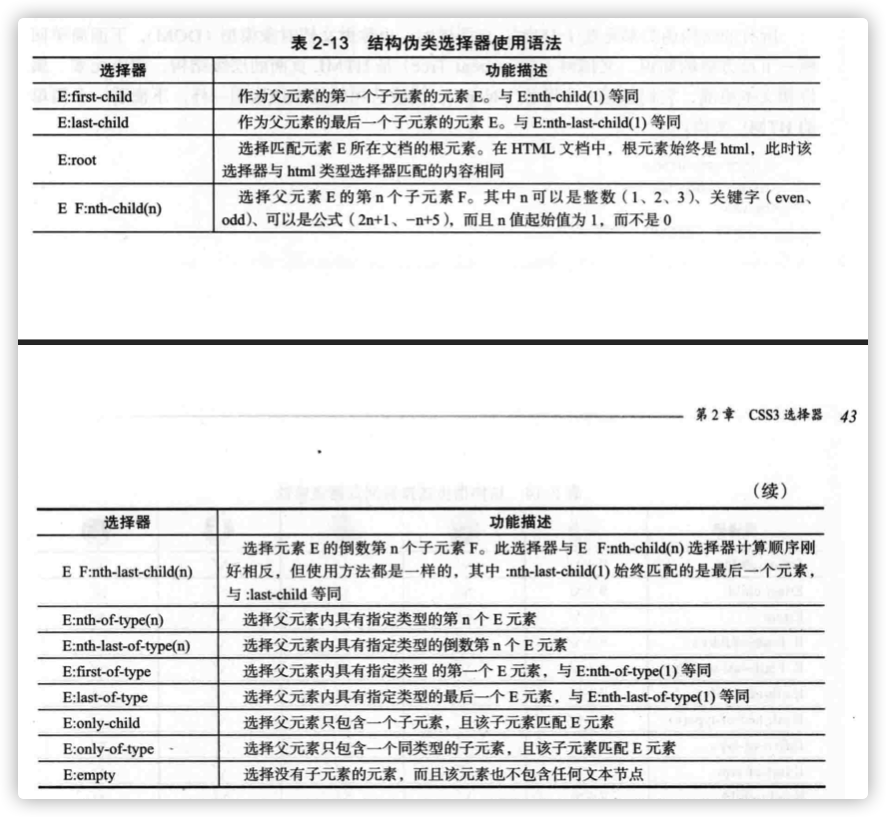 表 2-13 结构伪类选择器使用语法
选择器 功能描述
E:first-child 作为父元素的第一个子元素的元素 E。与 E:nth-child(1) 等同
E:last-child 作为父元素的最后一个子元素的元素 E。与 E:nth-last-child(1) 等同
E:root 选择匹配元素 E 所在文档的根元素。在 HTML 文档中，根元素始终是 html，此时该
选择器与 html 类型选择器匹配的内容相同
E F:nth-child(n) 选择父元素 E 的第 n 个子元素 F。其中 n 可以是整数（1、2、3）、关键字（even、
odd）、可以是公式（2n+1、−n+5），而且 n 值起始值为 1，而不是 0
第 2 章 CSS3 选择器 43
（续）
选择器 功能描述
E F:nth-last-child(n) 选择元素 E 的倒数第 n 个子元素 F。此选择器与 E F:nth-child(n) 选择器计算顺序刚
好相反，但使用方法都是一样的，其中 :nth-last-child(1) 始终匹配的是最后一个元素，
与 :last-child 等同
E:nth-of-type(n) 选择父元素内具有指定类型的第 n 个 E 元素
E:nth-last-of-type(n) 选择父元素内具有指定类型的倒数第 n 个 E 元素
E:first-of-type 选择父元素内具有指定类型 的第一个 E 元素，与 E:nth-of-type(1) 等同
E:last-of-type 选择父元素内具有指定类型的最后一个 E 元素，与 E:nth-last-of-type(1) 等同
E:only-child 选择父元素只包含一个子元素，且该子元素匹配 E 元素
E:only-of-type 选择父元素只包含一个同类型的子元素，且该子元素匹配 E 元素
E:empty 选择没有子元素的元素，而且该元素也不包含任何文本节点